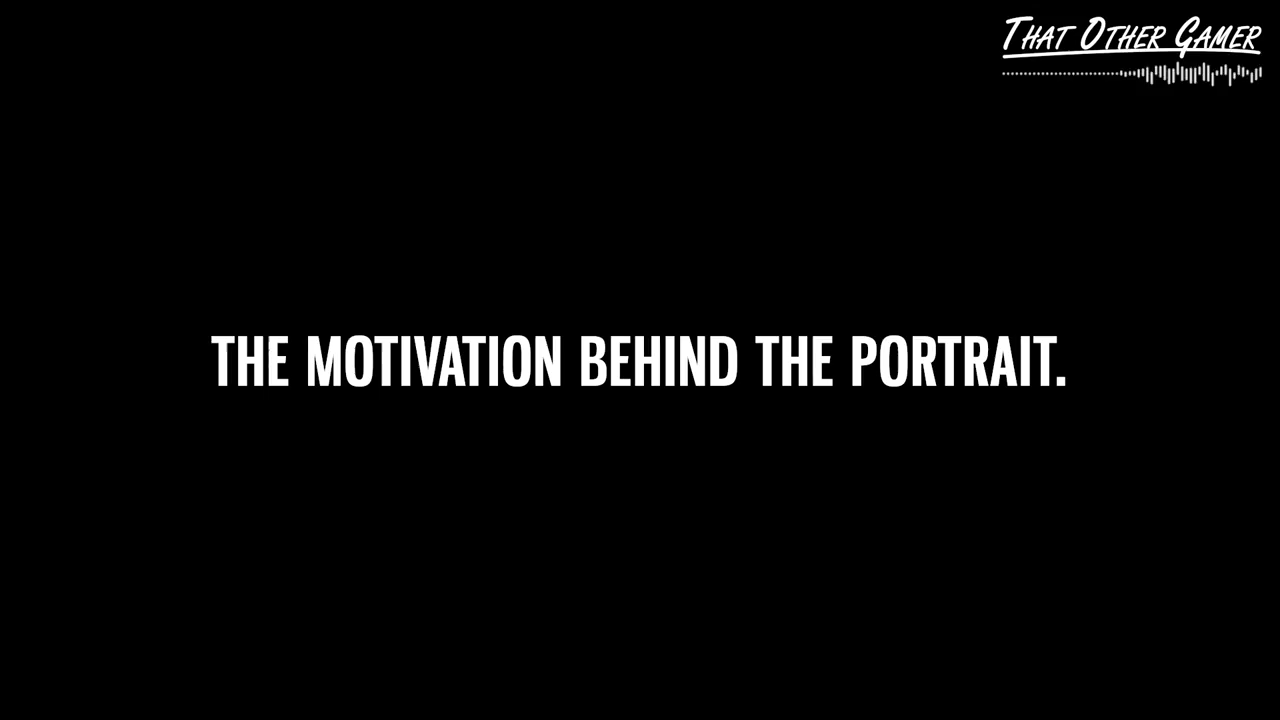 THAT OTHER GAMER
THE MOTIVATION BEHIND THE PORTRAIT.